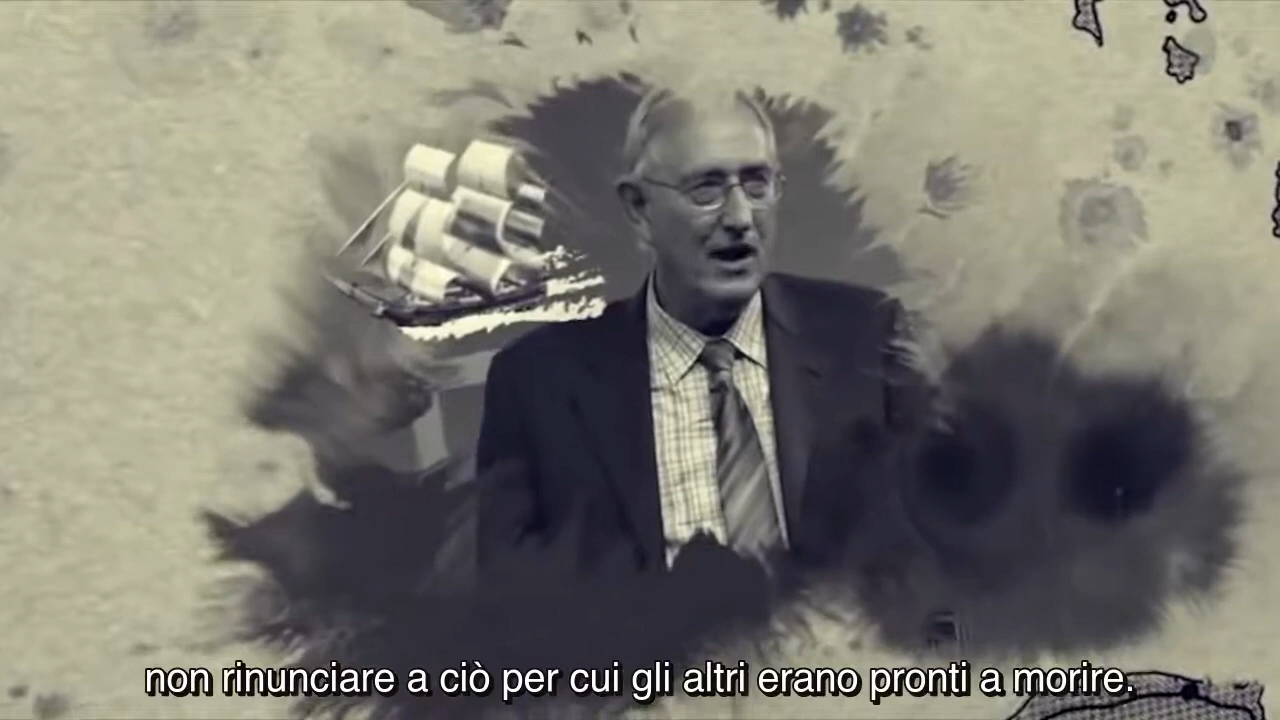 non rinunciare a ciò per cui gli altri erano pronti a morire.